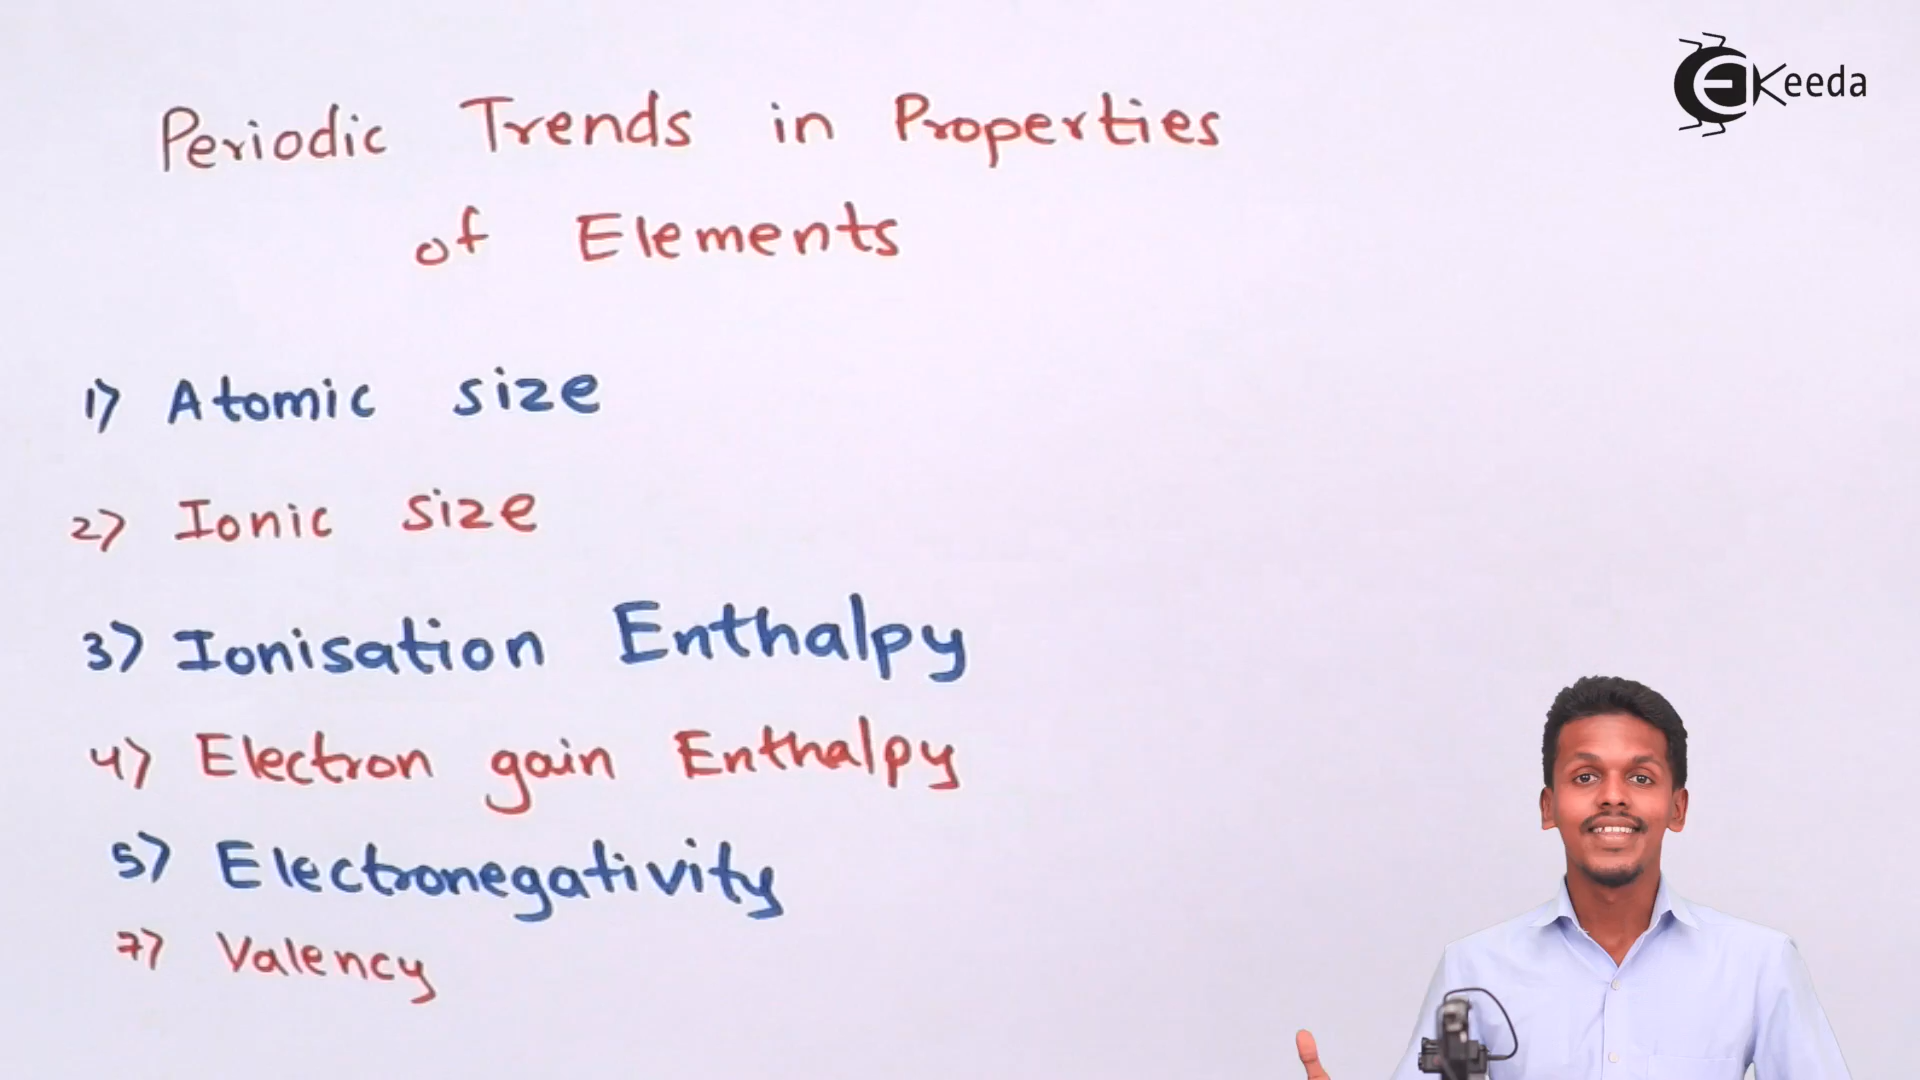 EKeeda
Periodic Trends in Properties
of Elements
1) Atomic size
2) Ionic size
3) Ionisation Enthalpy
4) Electron gain Enthalpy
5) Electronegativity
7) Valency